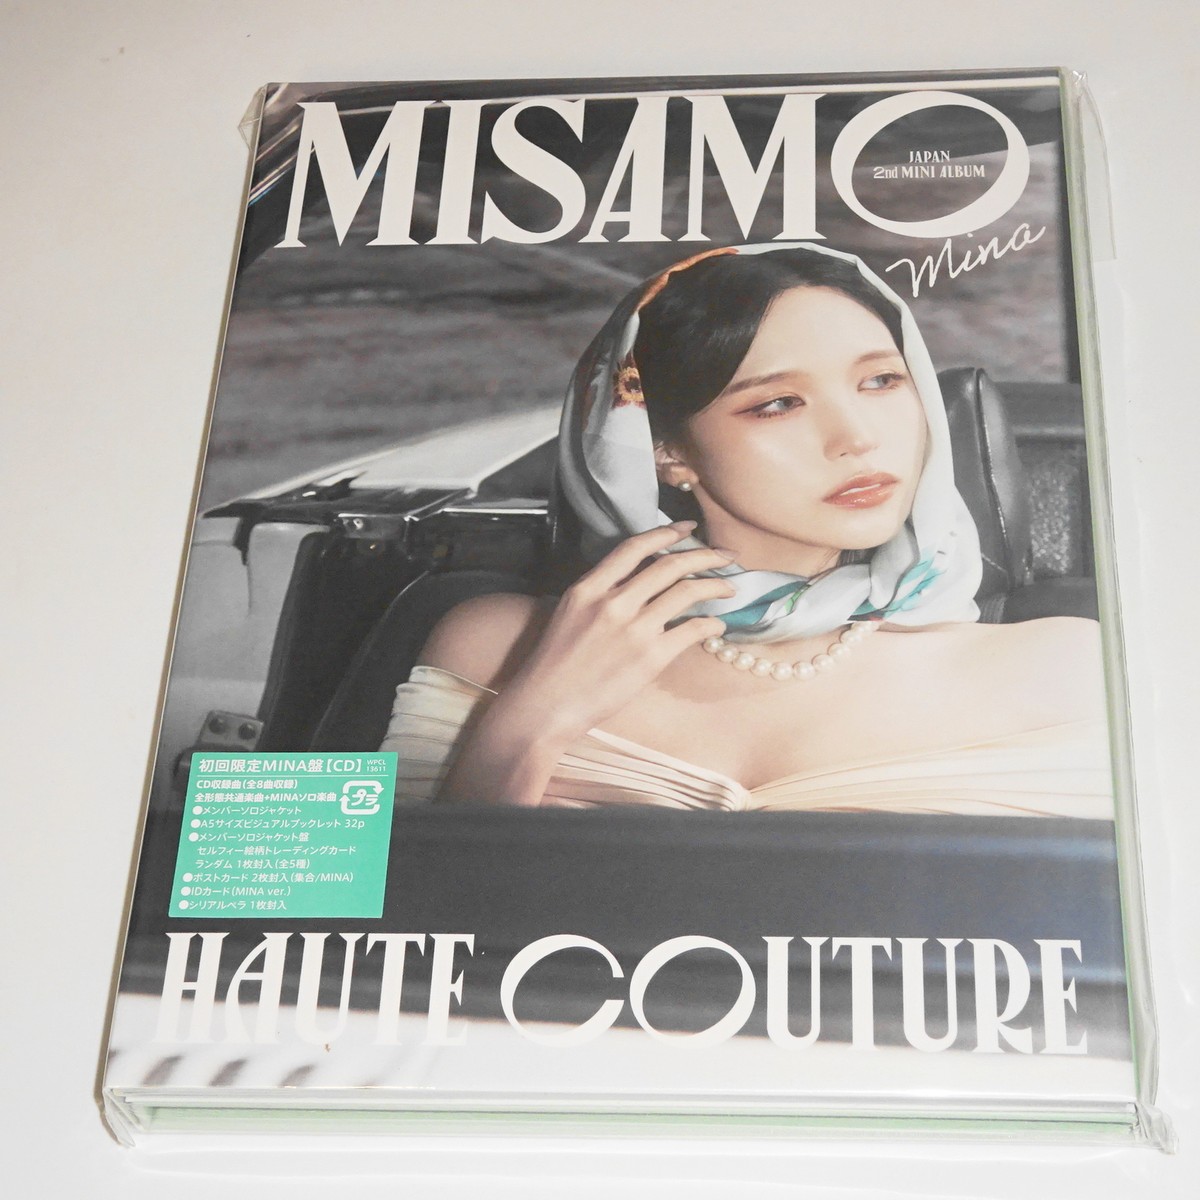 MISAMO
JAPAN
2nd MINI ALBUM
Mina
初回限定MINA盤【CD】
WPCL
13611
CD収録曲(全8曲収録)
全形態共通楽曲+MINAソロ楽曲
プラ
●メンバーソロジャケット
●A5サイズビジュアルブックレット 32p
●メンバーソロジャケット盤
セルフィー絵柄トレーディングカード
ランダム 1枚封入(全5種)
●ポストカード 2枚封入(集合/MINA)
●IDカード(MINA ver.)
●シリアルペラ 1枚封入
HAUTE COUTURE